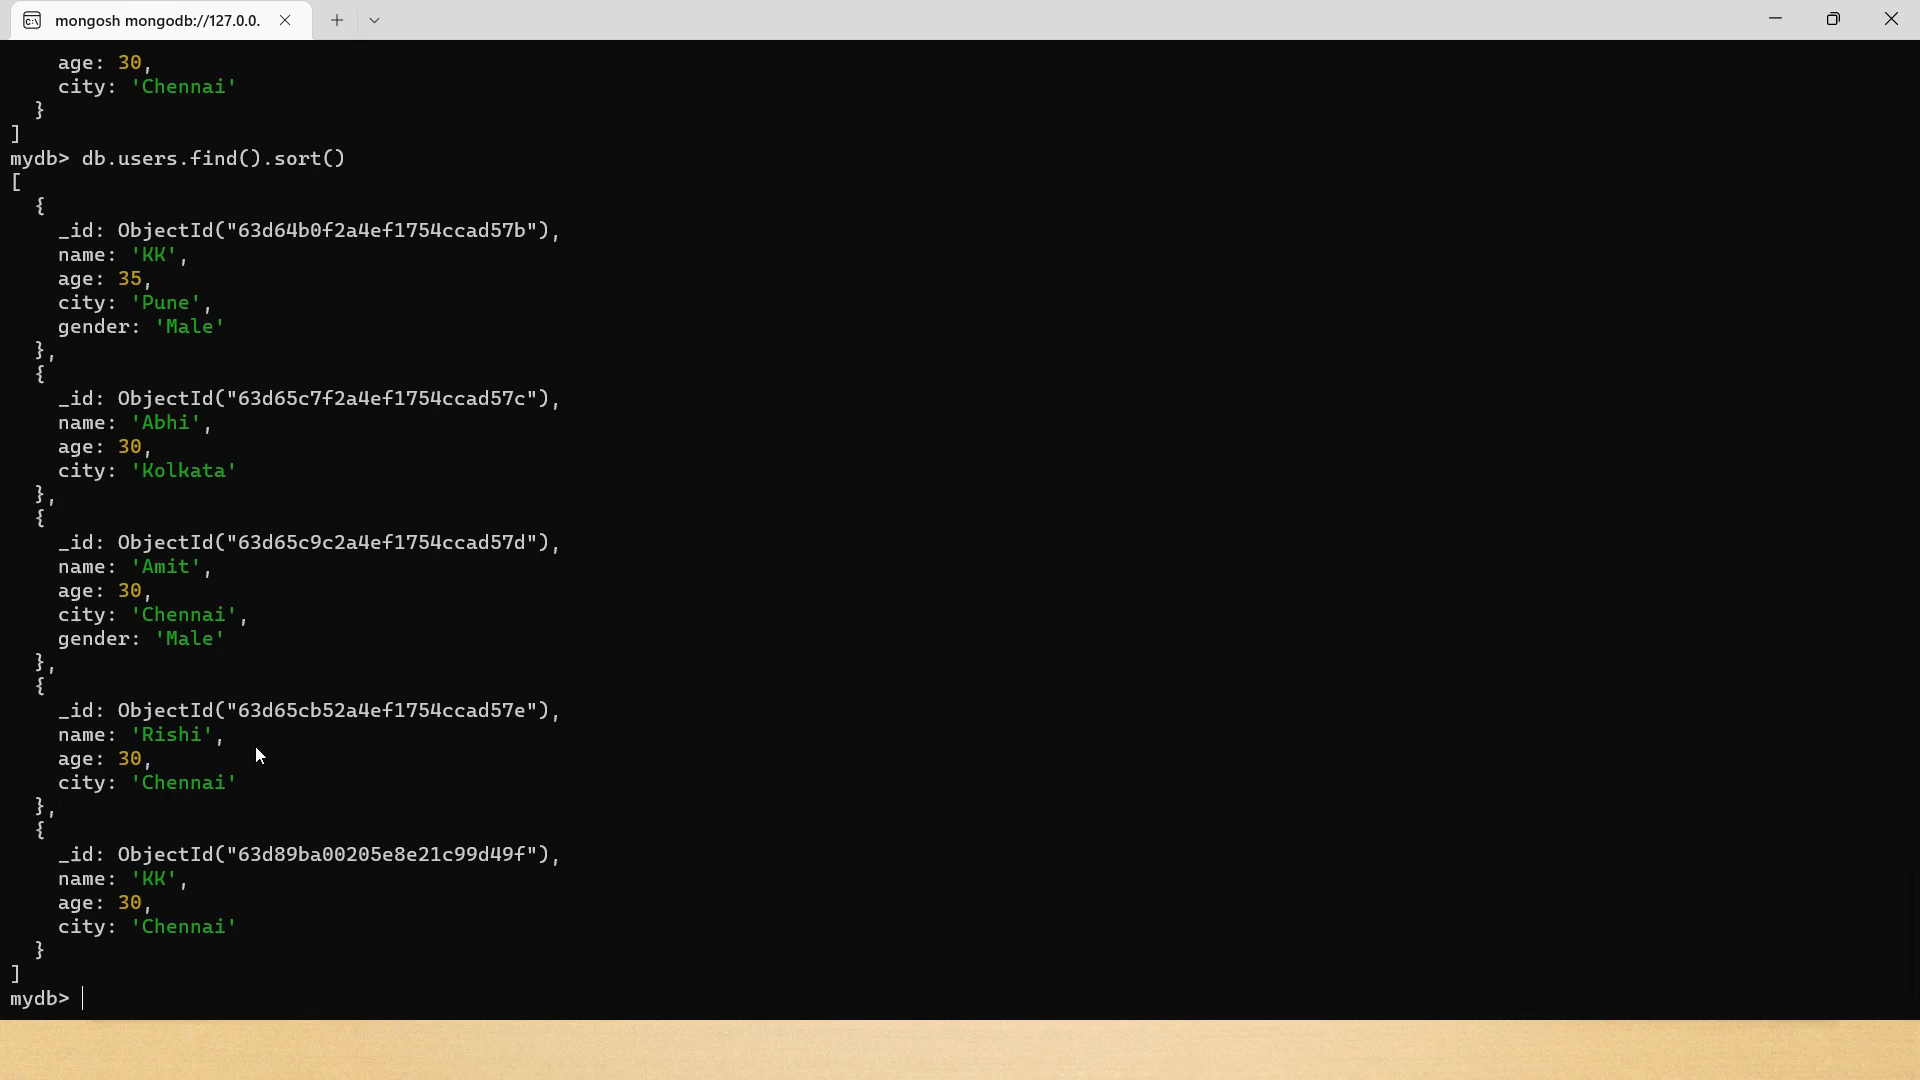 mongosh mongodb://127.0.0.
age: 30,
city: 'Chennai'
}
]
mydb> db.users.find().sort()
[
{
_id: ObjectId("63d64b0f2a4ef1754ccad57b"),
name: 'KK',
age: 35,
city: 'Pune',
gender: 'Male'
},
{
_id: ObjectId("63d65c7f2a4ef1754ccad57c"),
name: 'Abhi',
age: 30,
city: 'Kolkata'
},
{
_id: ObjectId("63d65c9c2a4ef1754ccad57d"),
name: 'Amit',
age: 30,
city: 'Chennai',
gender: 'Male'
},
{
_id: ObjectId("63d65cb52a4ef1754ccad57e"),
name: 'Rishi',
age: 30,
city: 'Chennai'
},
{
_id: ObjectId("63d89ba00205e8e21c99d49f"),
name: 'KK',
age: 30,
city: 'Chennai'
}
]
mydb>